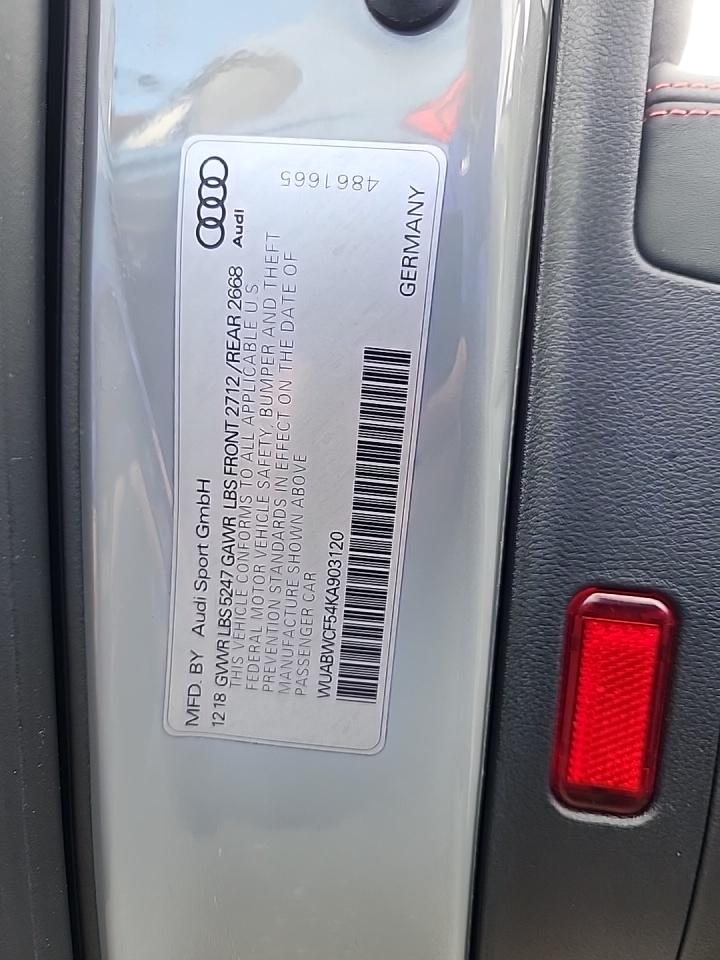 MFD. BY Audi Sport GmbH
Audi
12 18 GVWR LBS 5247 GAWR LBS FRONT 2712 /REAR 2668
THIS VEHICLE CONFORMS TO ALL APPLICABLE U S
FEDERAL MOTOR VEHICLE SAFETY, BUMPER AND THEFT
PREVENTION STANDARDS IN EFFECT ON THE DATE OF
MANUFACTURE SHOWN ABOVE
PASSENGER CAR
WUABWCF54KA903120
4861665
GERMANY